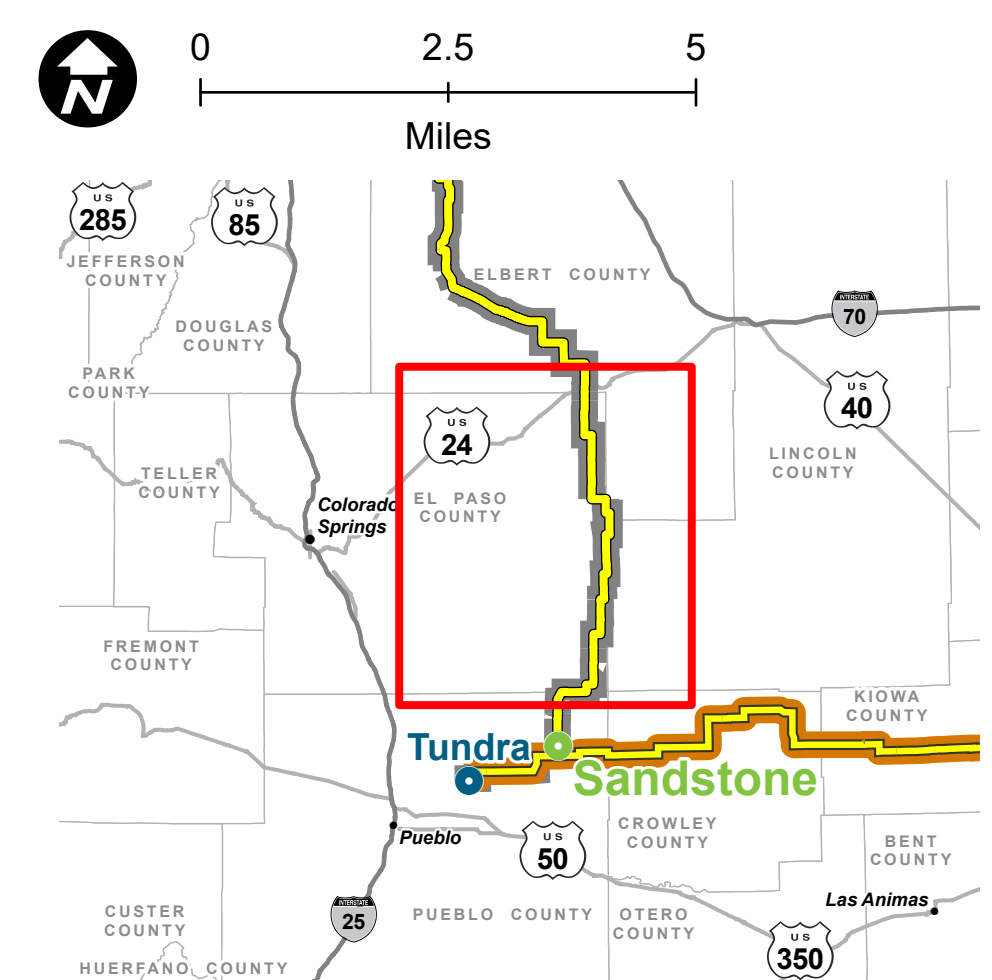 0 2.5 5
Miles
N
US
285
US
85
JEFFERSON
COUNTY
ELBERT COUNTY
INTERSTATE
70
DOUGLAS
COUNTY
PARK
COUNTY
US
40
US
24
LINCOLN
COUNTY
TELLER
COUNTY
Colorado
Springs
EL PASO
COUNTY
FREMONT
COUNTY
KIOWA
COUNTY
Tundra
Sandstone
CROWLEY
COUNTY
Pueblo
US
50
BENT
COUNTY
Las Animas
INTERSTATE
25
CUSTER
COUNTY
PUEBLO COUNTY
OTERO
COUNTY
US
350
HUERFANO COUNTY